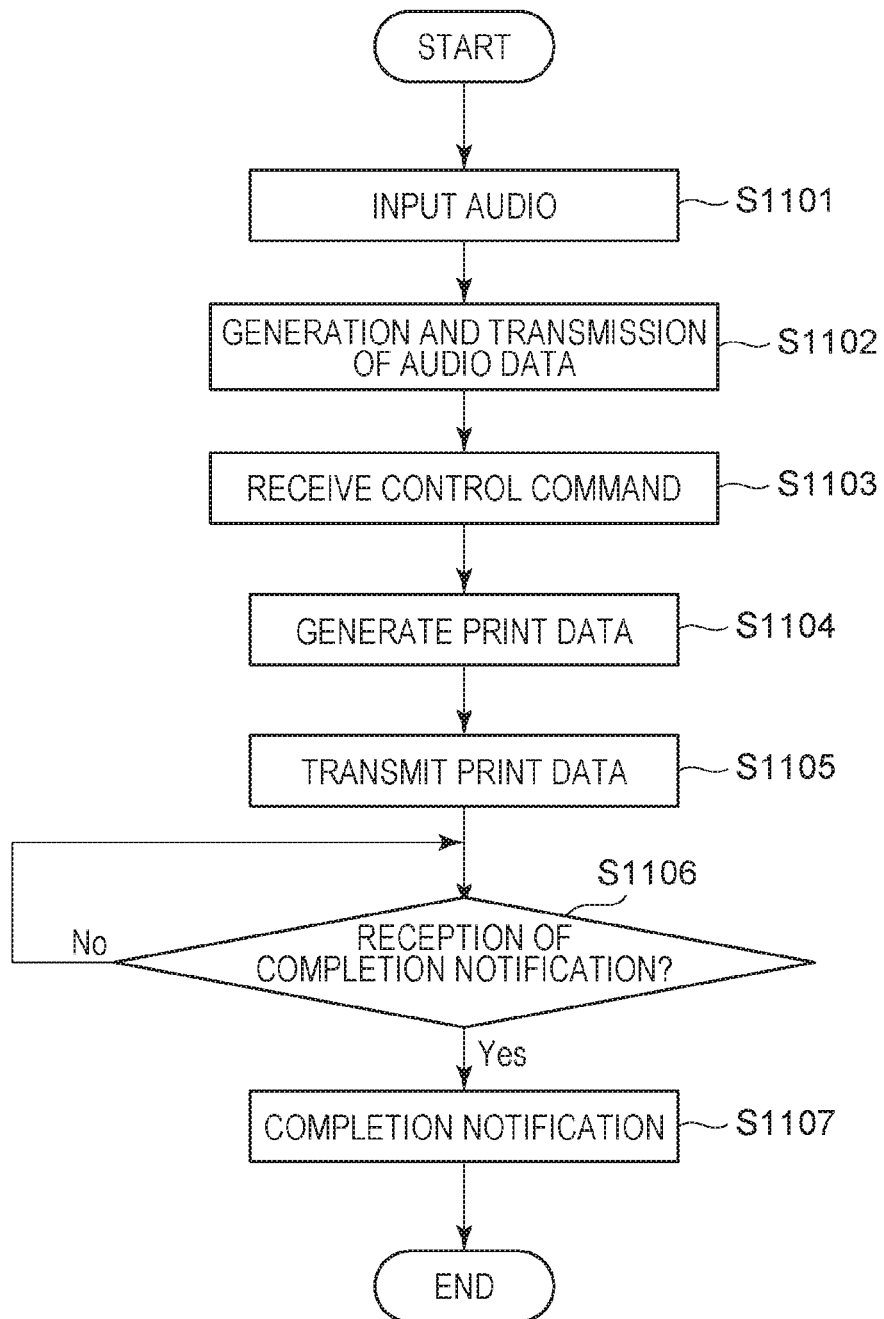 START
INPUT AUDIO
S1101
GENERATION AND TRANSMISSION
OF AUDIO DATA
S1102
RECEIVE CONTROL COMMAND
S1103
GENERATE PRINT DATA
S1104
TRANSMIT PRINT DATA
S1105
S1106
No
RECEPTION OF
COMPLETION NOTIFICATION?
Yes
COMPLETION NOTIFICATION
S1107
END